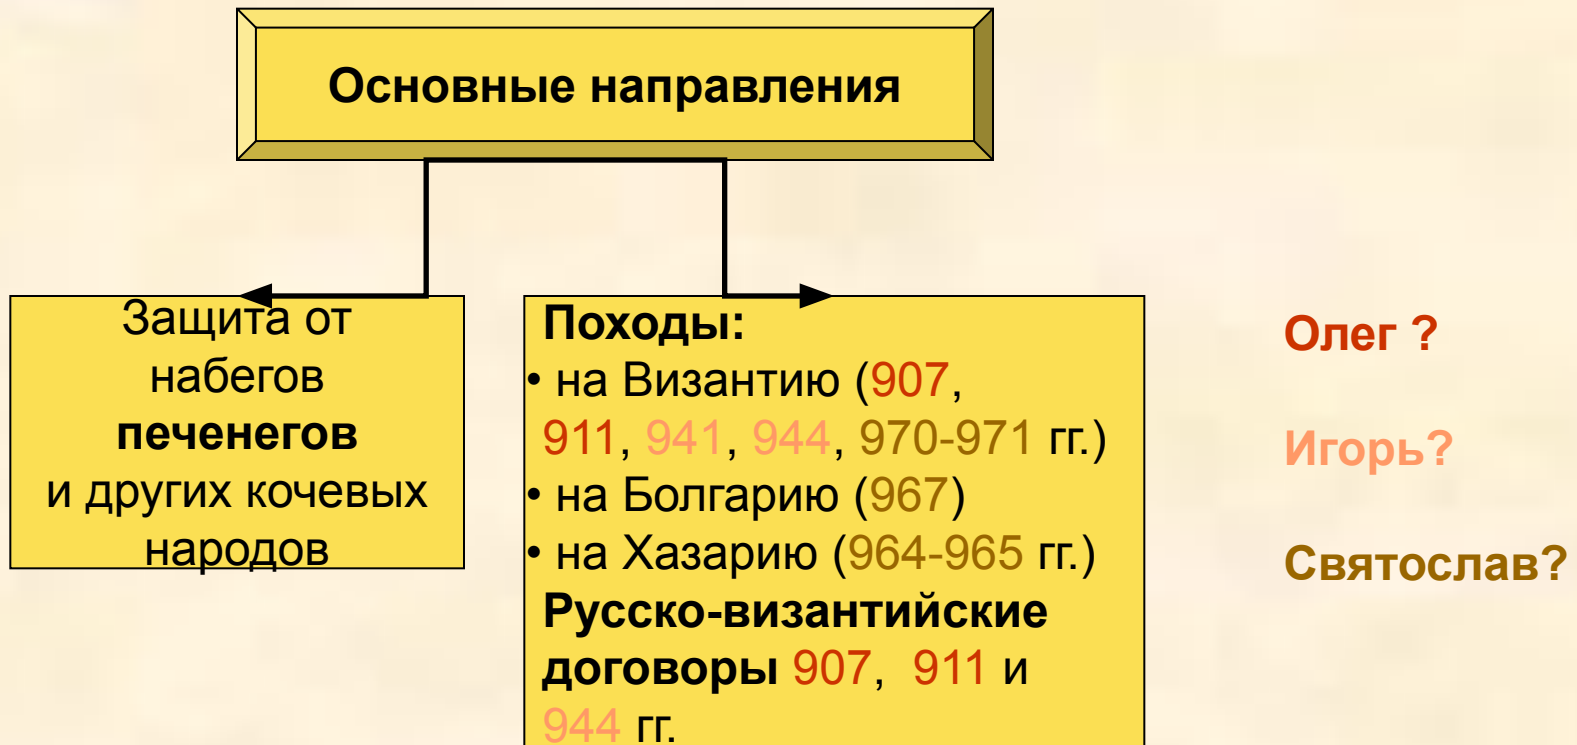 Основные направления
Защита от
набегов
печенегов
и других кочевых
народов
Походы:
• на Византию (907,
911, 941, 944, 970-971 гг.)
• на Болгарию (967)
• на Хазарию (964-965 гг.)
Русско-византийские
договоры 907, 911 и
944 гг.
Олег ?
Игорь?
Святослав?